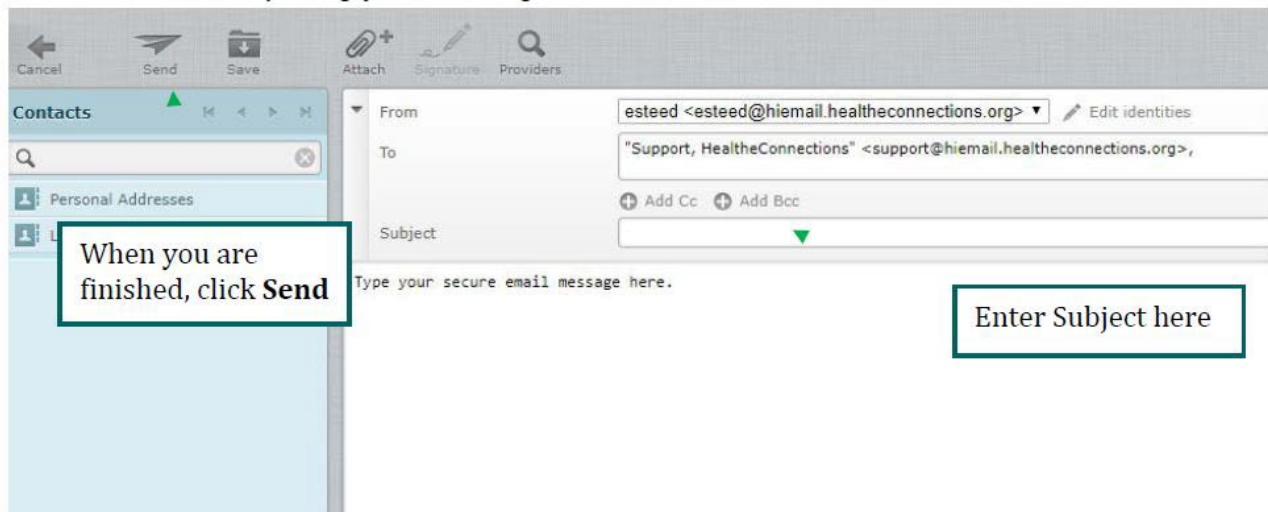 Cancel Send Save Attach Signature Providers
Contacts
From esteed <esteed@hiemail.healtheconnections.org> Edit identities
To "Support, HealtheConnections" <support@hiemail.healtheconnections.org>,
Personal Addresses
Add Cc Add Bcc
Subject
When you are
finished, click Send
Type your secure email message here.
Enter Subject here